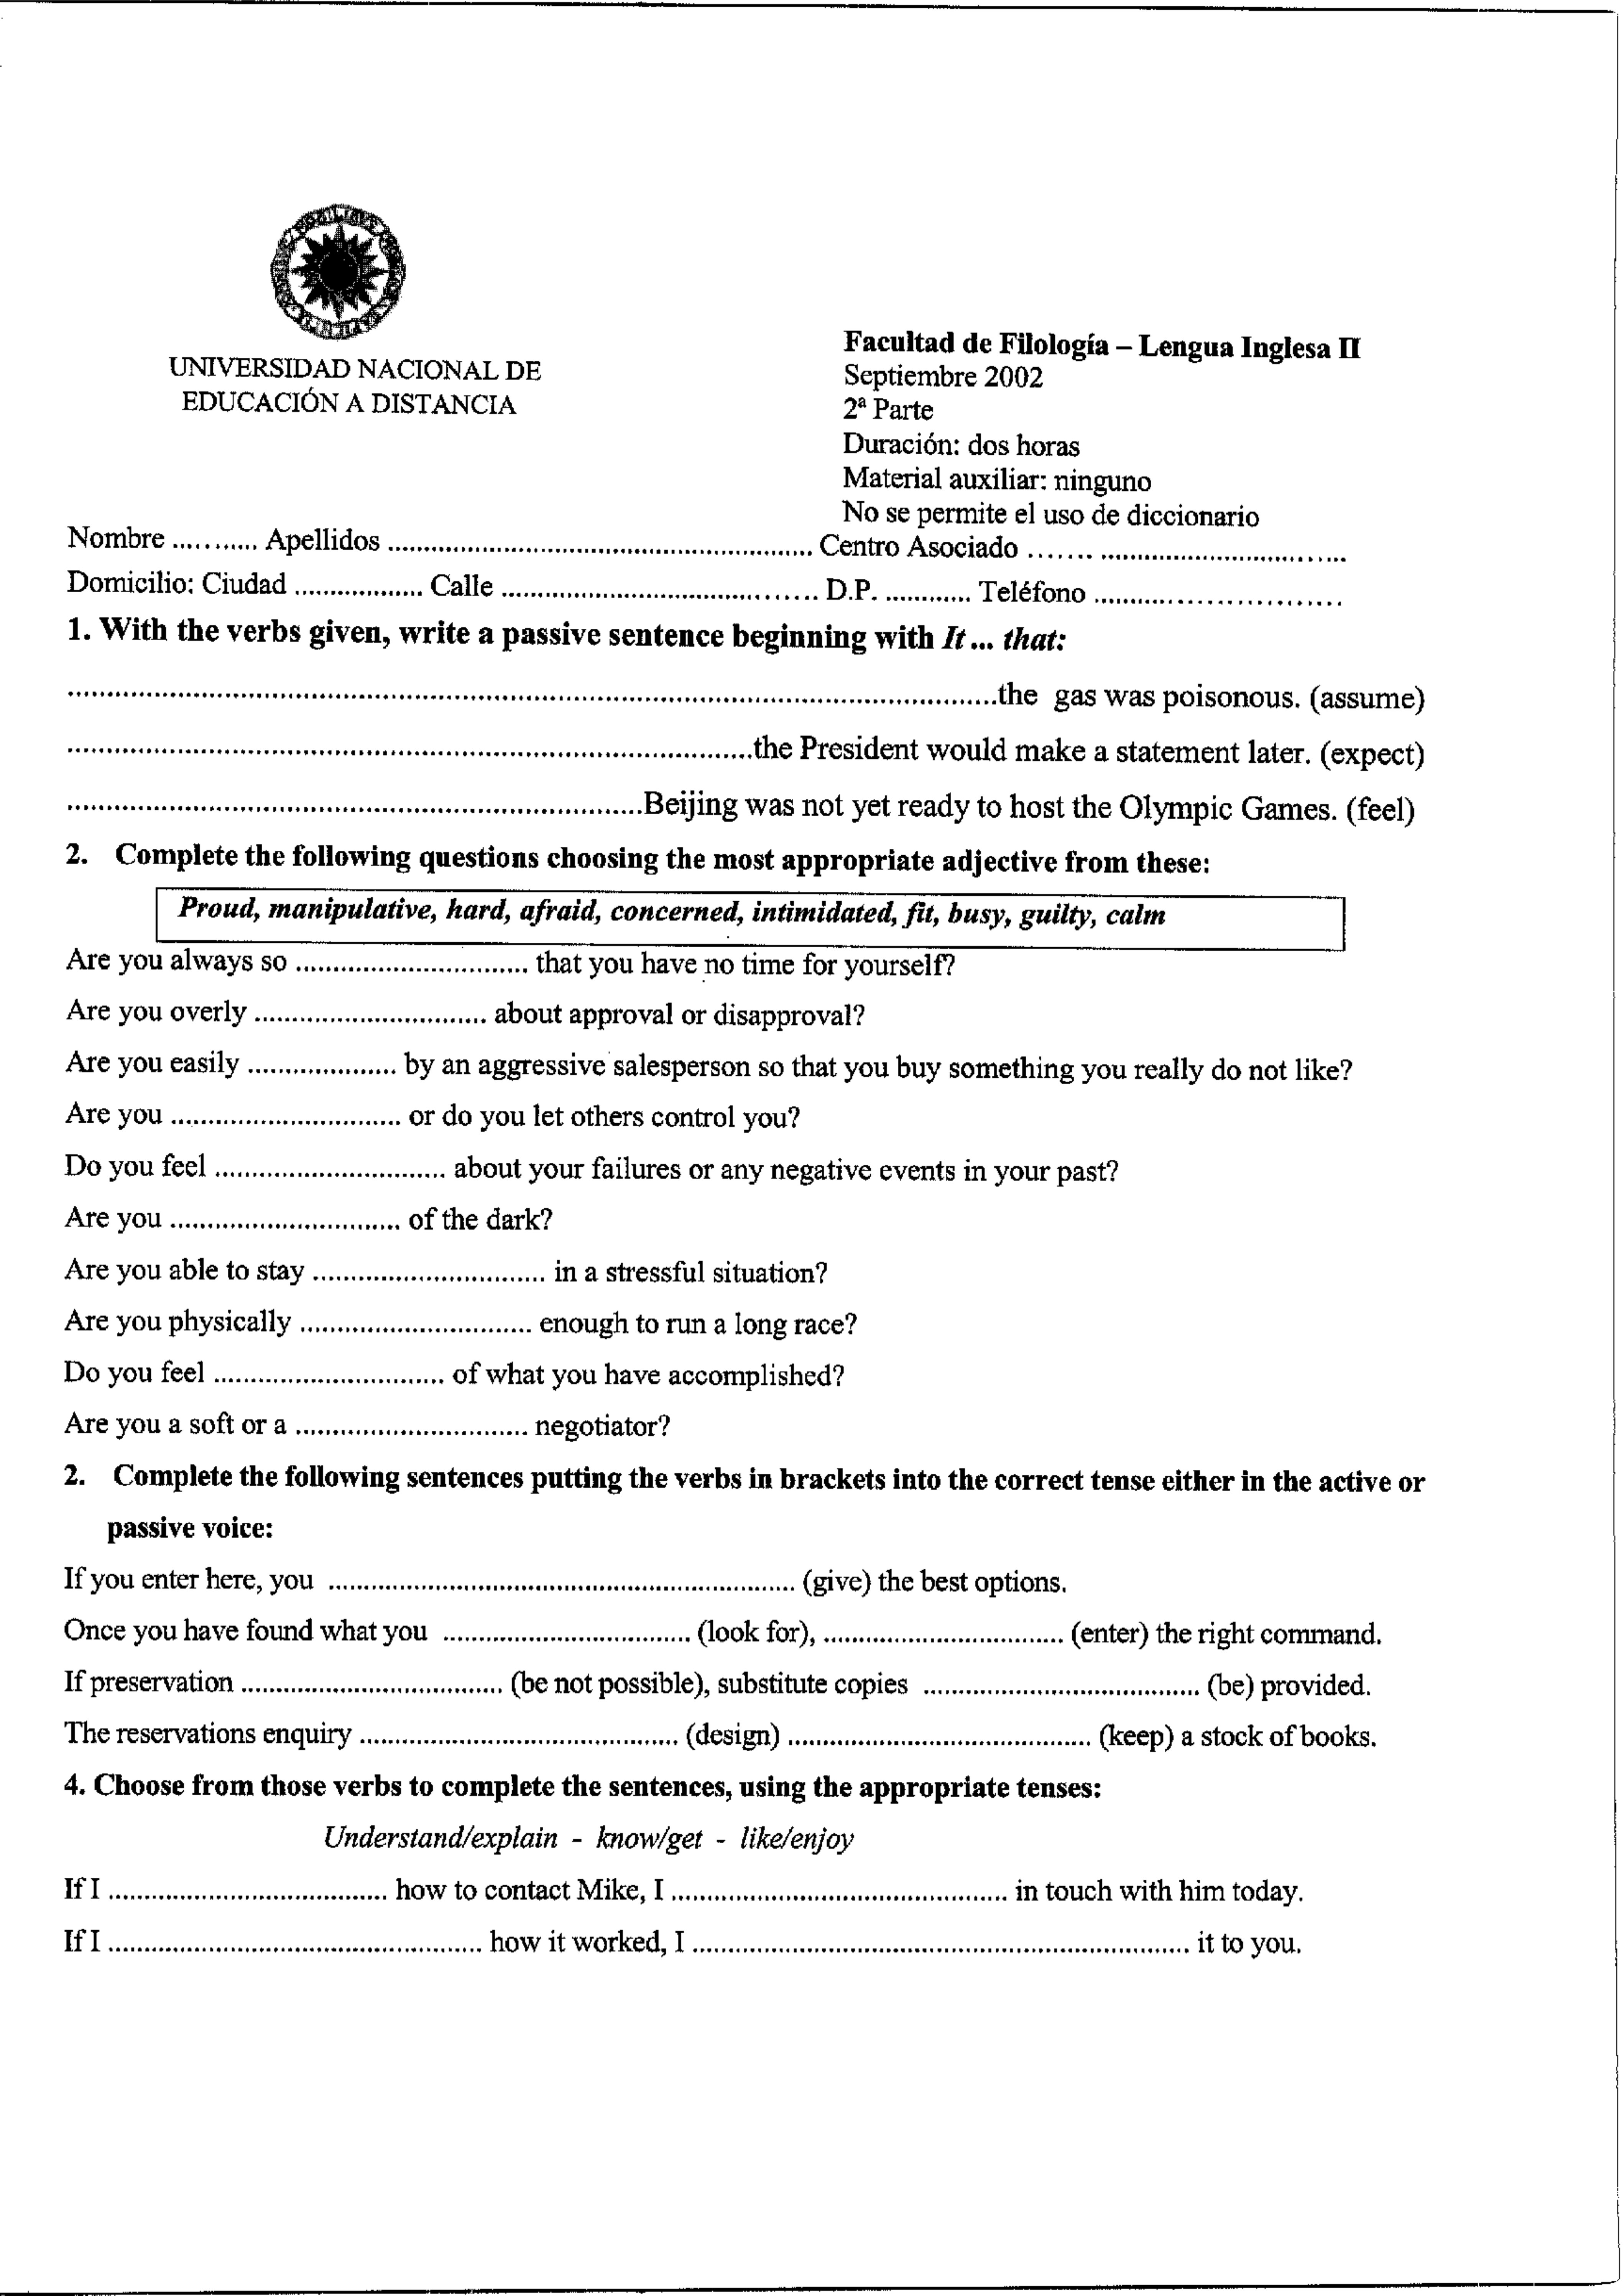 UNIVERSIDAD NACIONAL DE
EDUCACIÓN A DISTANCIA
Facultad de Filología – Lengua Inglesa II
Septiembre 2002
2ª Parte
Duración: dos horas
Material auxiliar: ninguno
No se permite el uso de diccionario
Nombre ........... Apellidos ............................................................. Centro Asociado ....... ...................................
Domicilio: Ciudad .................. Calle ............................................. D.P. ............ Teléfono ..................................
1. With the verbs given, write a passive sentence beginning with It ... that:
........................................................................................................................the gas was poisonous. (assume)
.........................................................................................the President would make a statement later. (expect)
..........................................................................Beijing was not yet ready to host the Olympic Games. (feel)
2. Complete the following questions choosing the most appropriate adjective from these:
Proud, manipulative, hard, afraid, concerned, intimidated, fit, busy, guilty, calm
Are you always so ............................... that you have no time for yourself?
Are you overly ............................... about approval or disapproval?
Are you easily .................... by an aggressive salesperson so that you buy something you really do not like?
Are you ............................... or do you let others control you?
Do you feel ............................... about your failures or any negative events in your past?
Are you ............................... of the dark?
Are you able to stay ............................... in a stressful situation?
Are you physically ............................... enough to run a long race?
Do you feel ............................... of what you have accomplished?
Are you a soft or a ............................... negotiator?
2. Complete the following sentences putting the verbs in brackets into the correct tense either in the active or
passive voice:
If you enter here, you ................................................................ (give) the best options.
Once you have found what you ................................. (look for), ................................ (enter) the right command.
If preservation ................................... (be not possible), substitute copies ..................................... (be) provided.
The reservations enquiry ........................................... (design) ......................................... (keep) a stock of books.
4. Choose from those verbs to complete the sentences, using the appropriate tenses:
Understand/explain - know/get - like/enjoy
If I ..................................... how to contact Mike, I ............................................. in touch with him today.
If I .................................................. how it worked, I .................................................................. it to you.